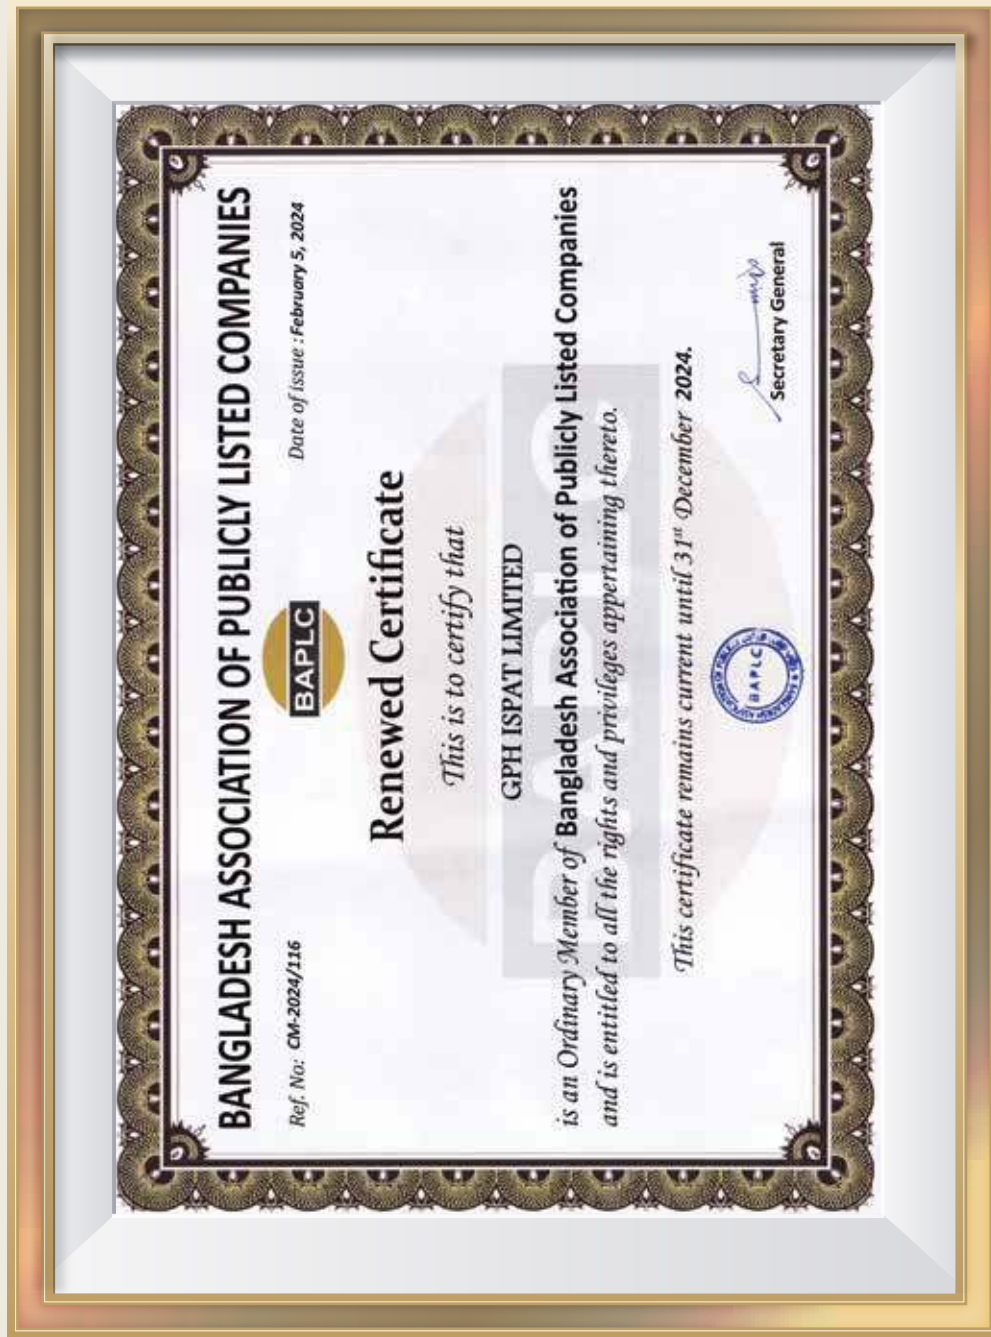 BANGLADESH ASSOCIATION OF PUBLICLY LISTED COMPANIES
Ref. No: CM-2024/116
BAPLC
Date of issue : February 5, 2024
Renewed Certificate
This is to certify that
GPH ISPAT LIMITED
is an Ordinary Member of Bangladesh Association of Publicly Listed Companies
and is entitled to all the rights and privileges appertaining thereto.
This certificate remains current until 31st December 2024.
BAPLC
Secretary General
BAPLC